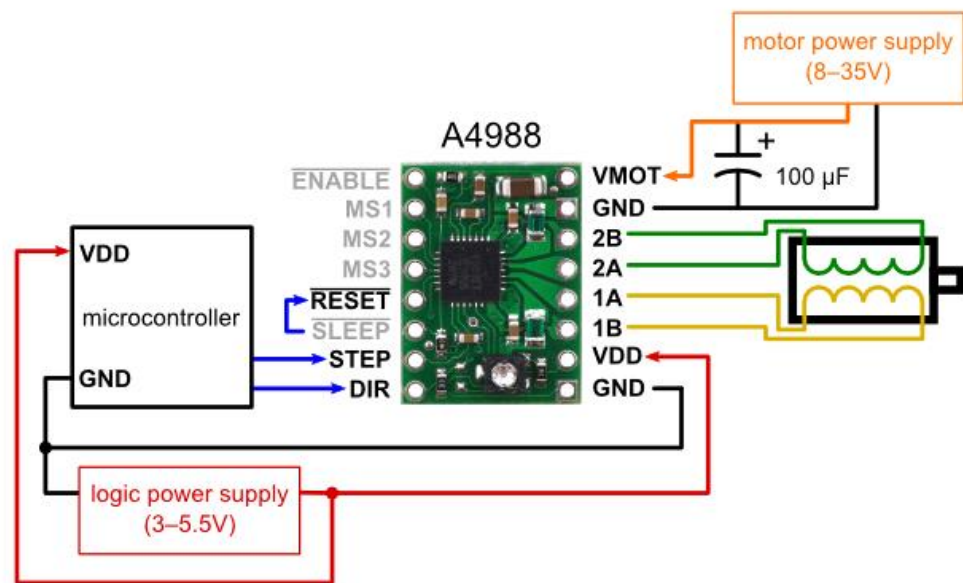 motor power supply
(8–35V)
A4988
+
100 µF
ENABLE
MS1
MS2
MS3
RESET
SLEEP
STEP
DIR
VMOT
GND
2B
2A
1A
1B
VDD
GND
VDD
microcontroller
GND
logic power supply
(3–5.5V)